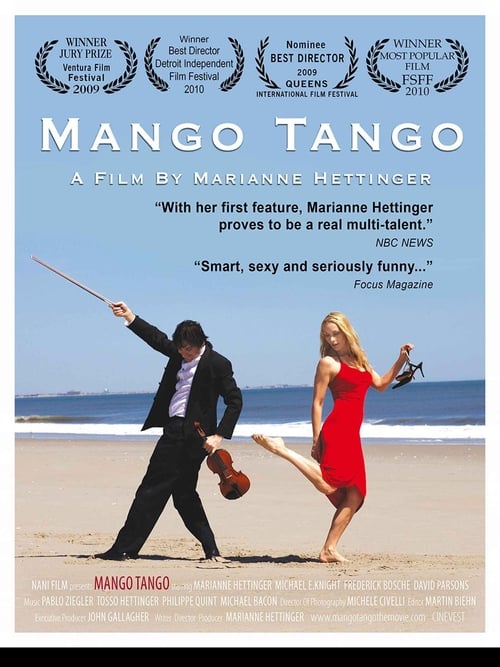 WINNER
JURY PRIZE
Ventura Film
Festival
2009
Winner
Best Director
Detroit Independent
Film Festival
2010
Nominee
BEST DIRECTOR
2009
QUEENS
INTERNATIONAL FILM FESTIVAL
WINNER
MOST POPULAR
FILM
FSFF
2010
MANGO TANGO
A FILM BY MARIANNE HETTINGER
“With her first feature, Marianne Hettinger
proves to be a real multi-talent.”
NBC NEWS
“Smart, sexy and seriously funny...”
Focus Magazine
NANI FILM presents MANGO TANGO starring MARIANNE HETTINGER MICHAEL E.KNIGHT FREDERIK BOSCHE DAVID PARSONS
Music PABLO ZIEGLER TOSSO HETTINGER PHILIPPE QUINT MICHAEL BACON Director Of Photography MICHELE CIVELLI Editor MARTIN BIEHN
Executive Producer JOHN GALLAGHER Writer Director Producer MARIANNE HETTINGER www.mangotangothemovie.com CINEVEST